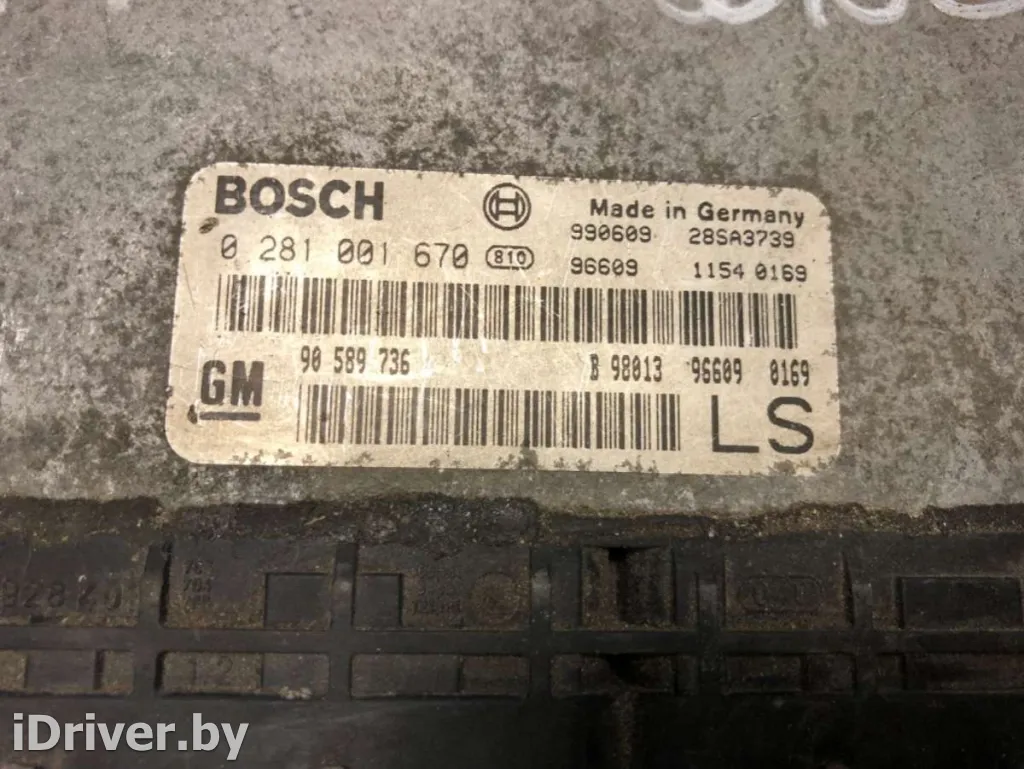 BOSCH
Made in Germany
990609 28SA3739
0 281 001 670 810
96609 1154 0169
GM 90 589 736 B 98013 96609 0169
LS
iDriver.by